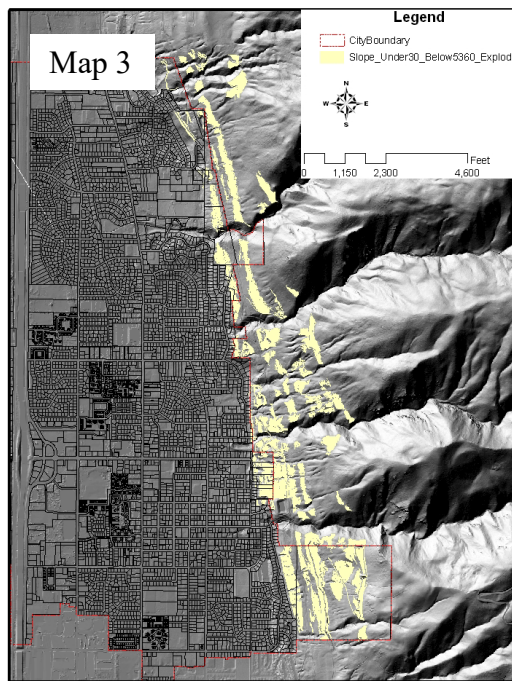 Map 3
Legend
CityBoundary
Slope_Under30_Below5360_Explod
N
W E
S
Feet
0 1,150 2,300 4,600